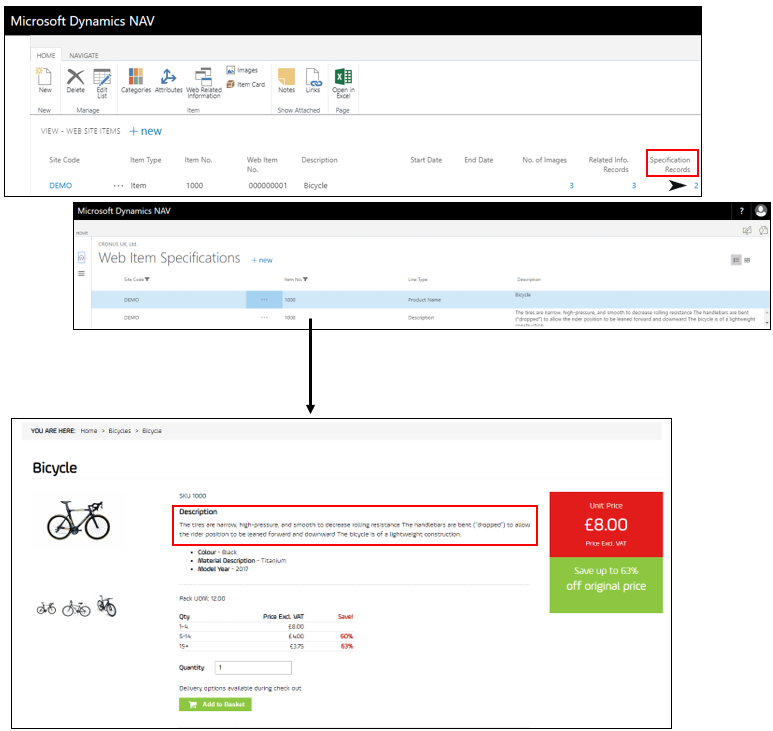 Microsoft Dynamics NAV
HOME NAVIGATE
New Delete Edit List Categories Attributes Web Related Information Images Item Card Notes Links Open in Excel
New Manage Item Show Attached Page
VIEW - WEB SITE ITEMS + new
Site Code Item Type Item No. Web Item No. Description Start Date End Date No. of Images Related Info. Records Specification Records
DEMO ··· Item 1000 000000001 Bicycle 3 3 2
Microsoft Dynamics NAV ?
HOME
CRONUS UK, Ltd.
Web Item Specifications + new
Site Code Item No. Line Type Description
DEMO ··· 1000 Product Name Bicycle
DEMO ··· 1000 Description The tires are narrow, high-pressure, and smooth to decrease rolling resistance The handlebars are bent
("dropped") to allow the rider position to be leaned forward and downward The bicycle is of a lightweight
construction.
YOU ARE HERE: Home > Bicycles > Bicycle
Bicycle
SKU 1000
Description
The tires are narrow, high-pressure, and smooth to decrease rolling resistance The handlebars are bent ("dropped") to allow
the rider position to be leaned forward and downward The bicycle is of a lightweight construction.
• Colour - Black
• Material Description - Titanium
• Model Year - 2017
Unit Price
£8.00
Price Excl. VAT
Save up to 63%
off original price
Pack UOM: 12.00
Qty Price Excl. VAT Save!
1-4 £8.00
5-14 £4.00 60%
15+ £3.75 63%
Quantity 1
Delivery options available during check out
Add to Basket